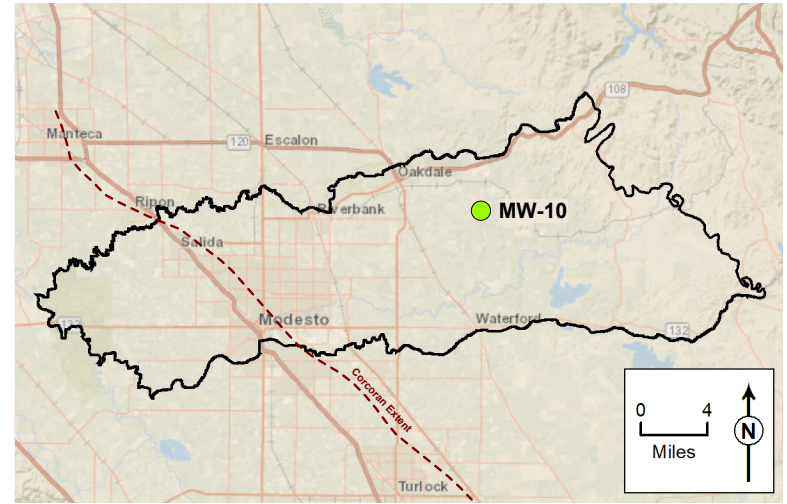 108
Manteca
120
Escalon
Oakdale
Ripon
Riverbank
MW-10
Salida
132
Modesto
Waterford
132
Corcoran Extent
0 4
Miles
N
Turlock